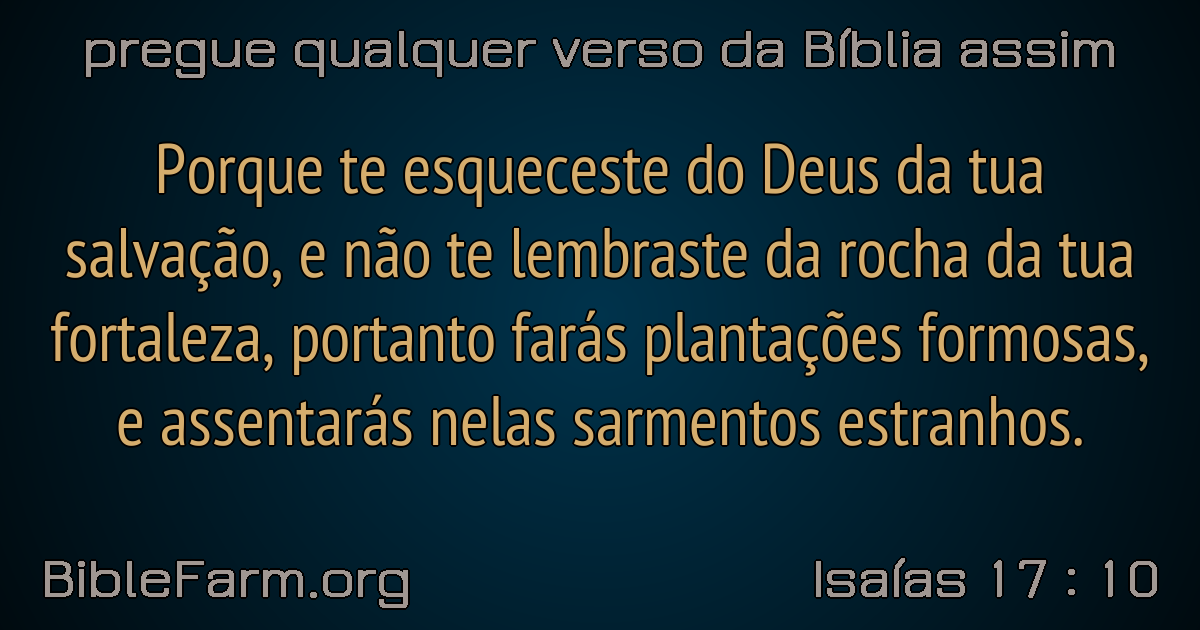 pregue qualquer verso da Bíblia assim
Porque te esqueceste do Deus da tua
salvação, e não te lembraste da rocha da tua
fortaleza, portanto farás plantações formosas,
e assentarás nelas sarmentos estranhos.
BibleFarm.org
Isaías 17 : 10